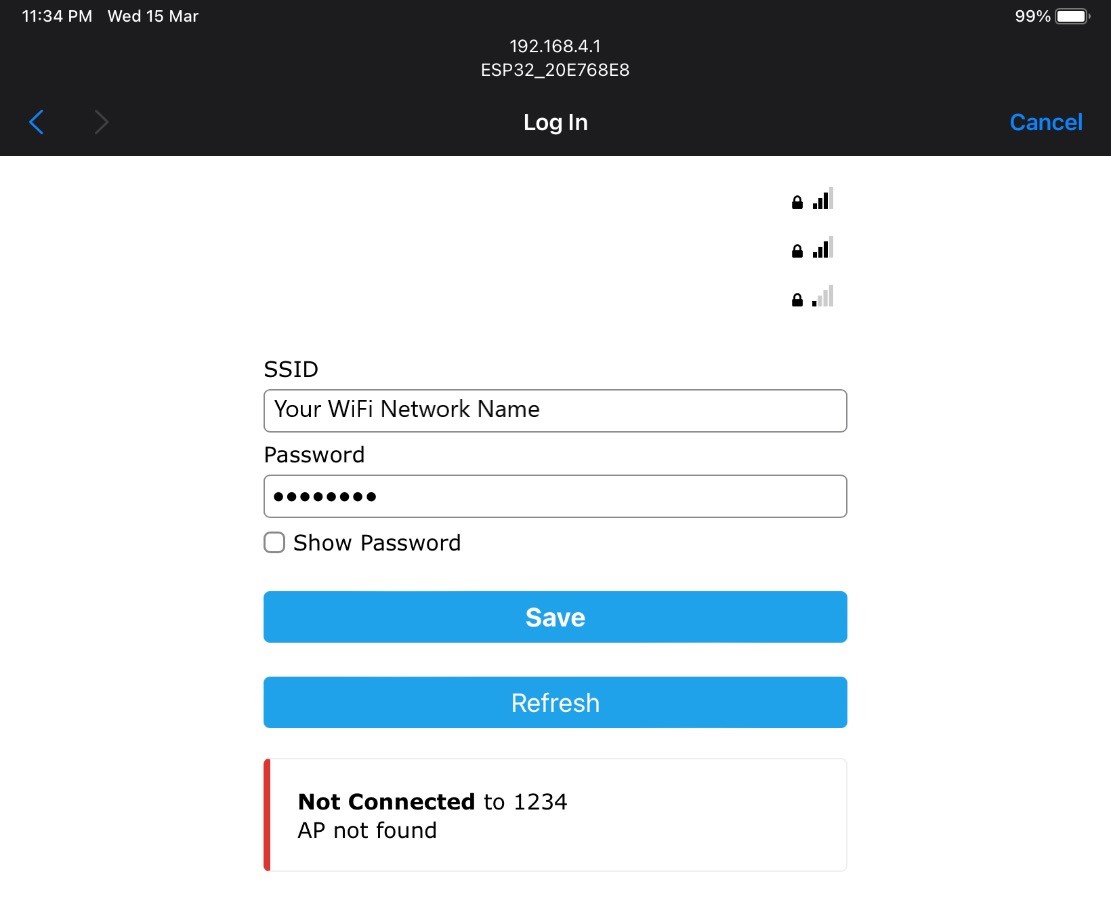 11:34 PM Wed 15 Mar 99%
192.168.4.1
ESP32_20E768E8
Log In
Cancel
SSID
Your WiFi Network Name
Password
••••••••
Show Password
Save
Refresh
Not Connected to 1234
AP not found